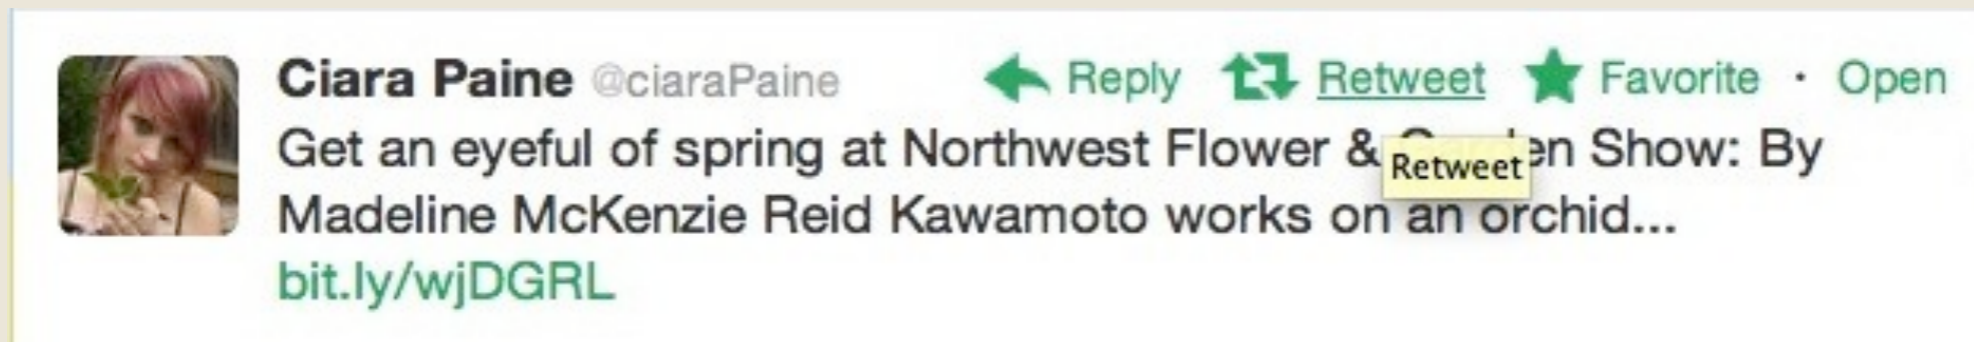 Ciara Paine @ciaraPaine Reply Retweet Favorite · Open
Get an eyeful of spring at Northwest Flower & Garden Show: By
Retweet
Madeline McKenzie Reid Kawamoto works on an orchid...
bit.ly/wjDGRL